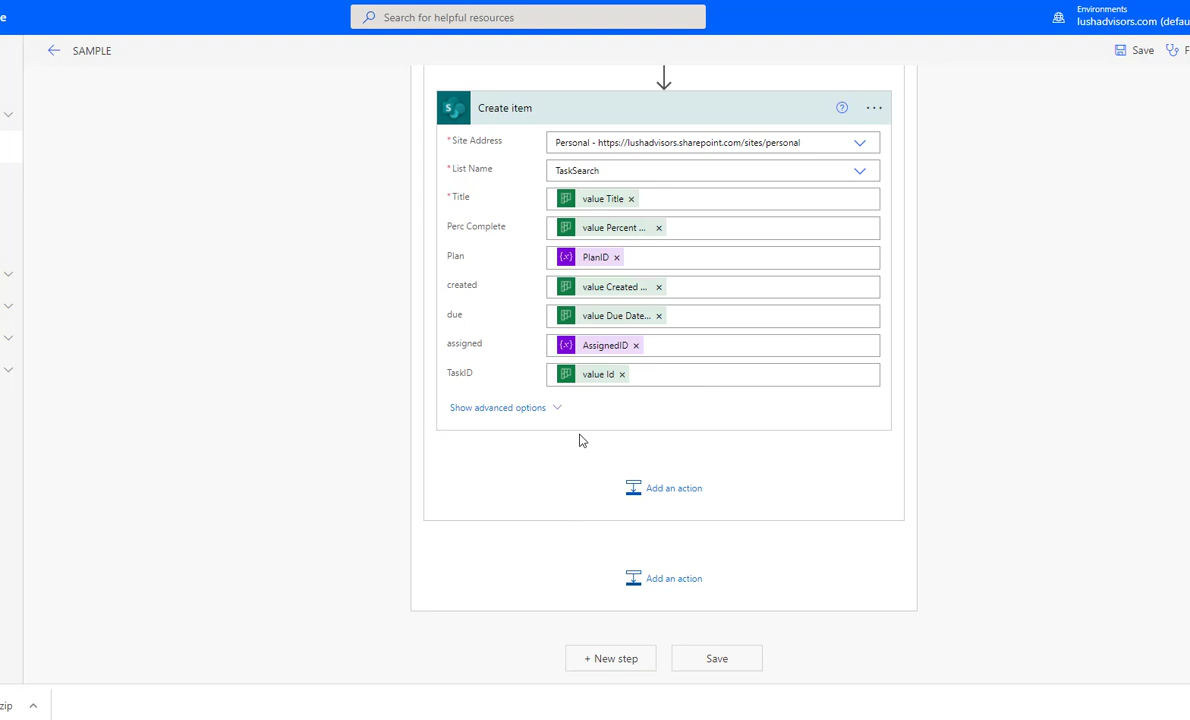 e
Search for helpful resources
Environments
lushadvisors.com (defau
SAMPLE
Save
F
S
Create item
?
...
* Site Address
Personal - https://lushadvisors.sharepoint.com/sites/personal
* List Name
TaskSearch
* Title
value Title ×
Perc Complete
value Percent ... ×
Plan
{x} PlanID ×
created
value Created ... ×
due
value Due Date... ×
assigned
{x} AssignedID ×
TaskID
value Id ×
Show advanced options
Add an action
Add an action
+ New step
Save
zip